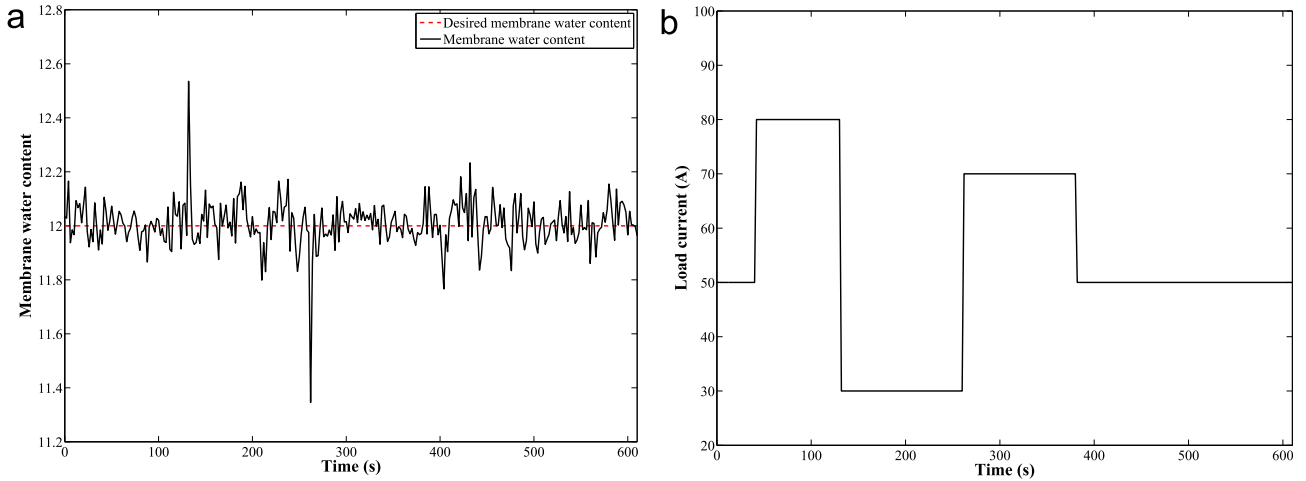 a
12.8
12.6
12.4
12.2
12
11.8
11.6
11.4
11.2
Membrane water content
Desired membrane water content
Membrane water content
0 100 200 300 400 500 600
Time (s)
b
100
90
80
70
60
50
40
30
20
Load current (A)
0 100 200 300 400 500 600
Time (s)